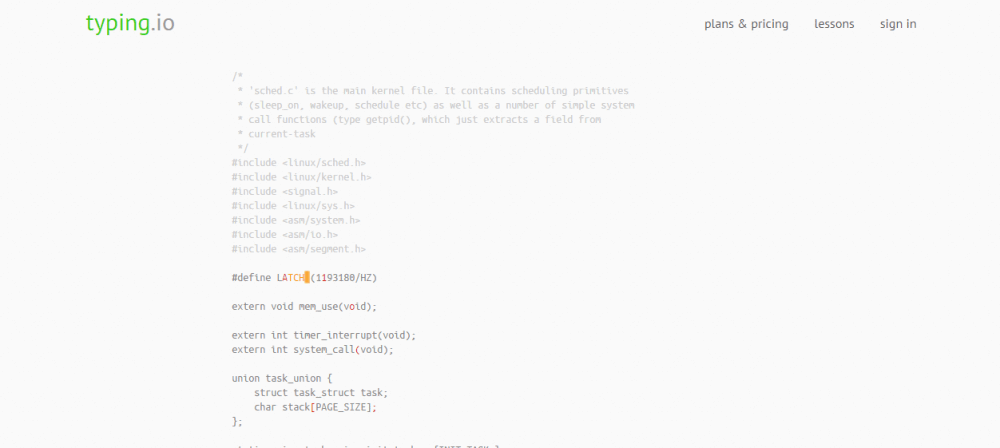 typing.io
plans & pricing
lessons
sign in
/*
* 'sched.c' is the main kernel file. It contains scheduling primitives
* (sleep_on, wakeup, schedule etc) as well as a number of simple system
* call functions (type getpid(), which just extracts a field from
* current-task
*/
#include <linux/sched.h>
#include <linux/kernel.h>
#include <signal.h>
#include <linux/sys.h>
#include <asm/system.h>
#include <asm/io.h>
#include <asm/segment.h>
#define LATCH (1193180/HZ)
extern void mem_use(void);
extern int timer_interrupt(void);
extern int system_call(void);
union task_union {
struct task_struct task;
char stack[PAGE_SIZE];
};